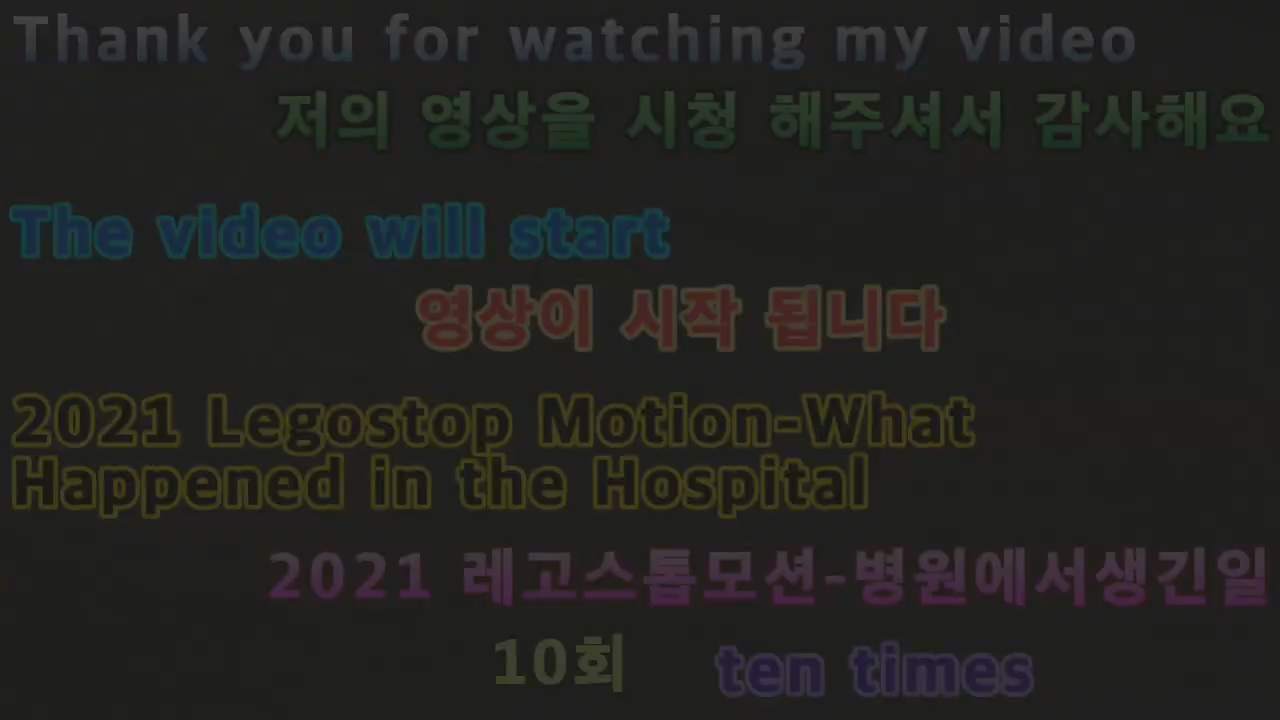 Thank you for watching my video
저의 영상을 시청 해주셔서 감사해요
The video will start
영상이 시작 됩니다
2021 Legostop Motion-What
Happened in the Hospital
2021 레고스톱모션-병원에서생긴일
10회 ten times